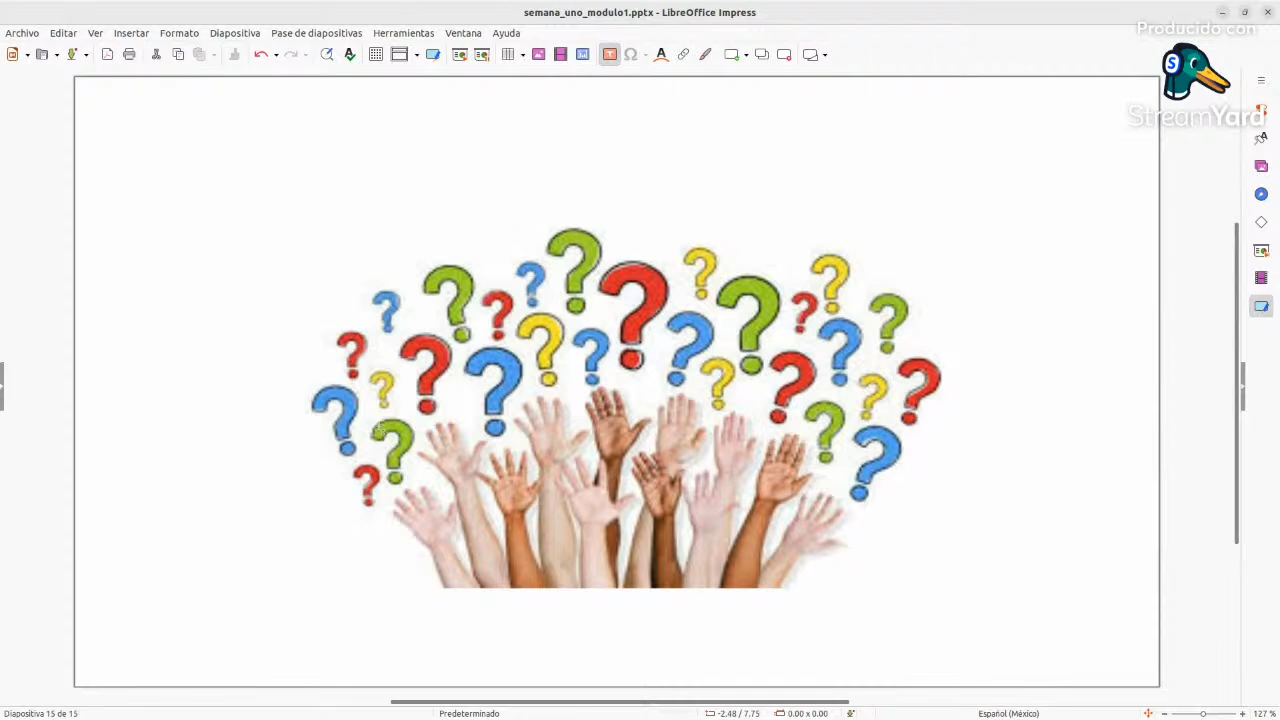 semana_uno_modulo1.pptx - LibreOffice Impress
Archivo Editar Ver Insertar Formato Diapositiva Pase de diapositivas Herramientas Ventana Ayuda
Producido con
S
StreamYard
? ? ? ? ? ? ? ? ? ? ? ? ? ? ? ? ? ? ? ? ? ? ? ? ? ? ?
Diapositiva 15 de 15 Predeterminado -2.48 / 7.75 0.00 x 0.00 Español (México) 127 %